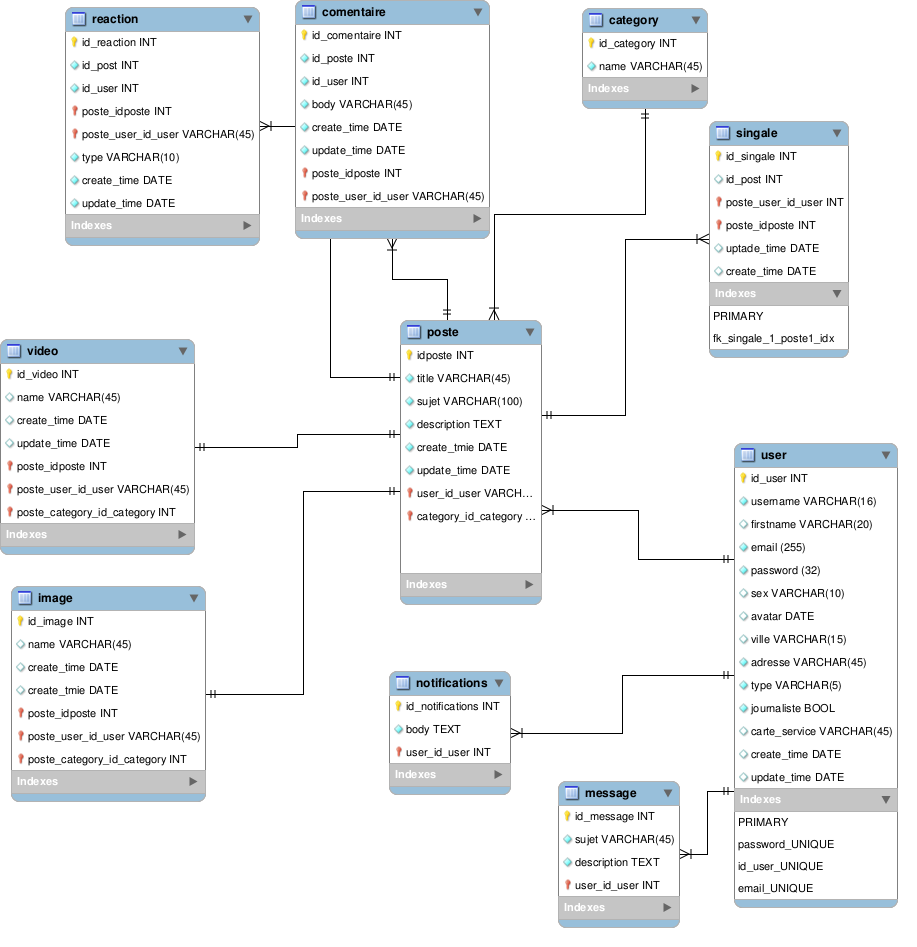 reaction
id_reaction INT
id_post INT
id_user INT
poste_idposte INT
poste_user_id_user VARCHAR(45)
type VARCHAR(10)
create_time DATE
update_time DATE
Indexes
comentaire
id_comentaire INT
id_poste INT
id_user INT
body VARCHAR(45)
create_time DATE
update_time DATE
poste_idposte INT
poste_user_id_user VARCHAR(45)
Indexes
category
id_category INT
name VARCHAR(45)
Indexes
singale
id_singale INT
id_post INT
poste_user_id_user INT
poste_idposte INT
uptade_time DATE
create_time DATE
Indexes
PRIMARY
fk_singale_1_poste1_idx
video
id_video INT
name VARCHAR(45)
create_time DATE
update_time DATE
poste_idposte INT
poste_user_id_user VARCHAR(45)
poste_category_id_category INT
Indexes
poste
idposte INT
title VARCHAR(45)
sujet VARCHAR(100)
description TEXT
create_tmie DATE
update_time DATE
user_id_user VARCH...
category_id_category ...
Indexes
user
id_user INT
username VARCHAR(16)
firstname VARCHAR(20)
email (255)
password (32)
sex VARCHAR(10)
avatar DATE
ville VARCHAR(15)
adresse VARCHAR(45)
type VARCHAR(5)
journaliste BOOL
carte_service VARCHAR(45)
create_time DATE
update_time DATE
Indexes
PRIMARY
password_UNIQUE
id_user_UNIQUE
email_UNIQUE
image
id_image INT
name VARCHAR(45)
create_time DATE
create_tmie DATE
poste_idposte INT
poste_user_id_user VARCHAR(45)
poste_category_id_category INT
Indexes
notifications
id_notifications INT
body TEXT
user_id_user INT
Indexes
message
id_message INT
sujet VARCHAR(45)
description TEXT
user_id_user INT
Indexes